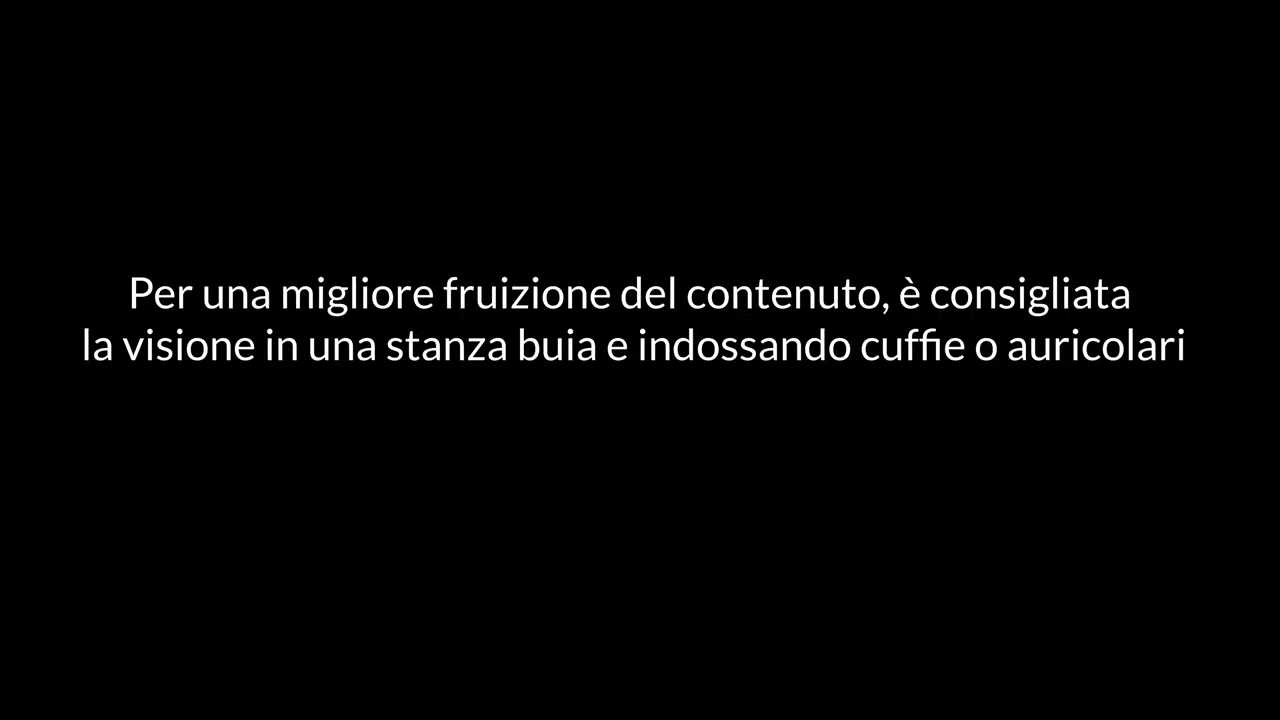 Per una migliore fruizione del contenuto, è consigliata
la visione in una stanza buia e indossando cuffie o auricolari